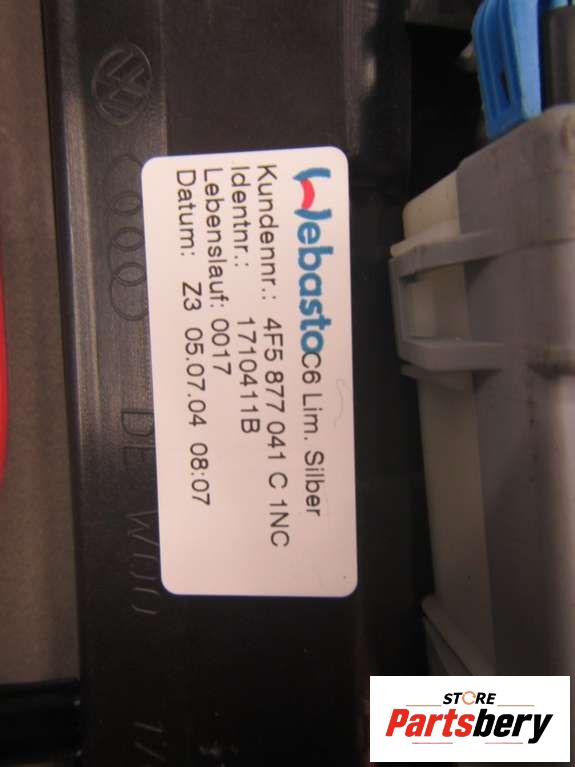 Webasto C6 Lim. Silber
Kundennr.: 4F5 877 041 C 1NC
Identnr.: 1710411B
Lebenslauf: 0017
Datum: Z3 05.07.04 08:07
DE
STORE
Partsbery